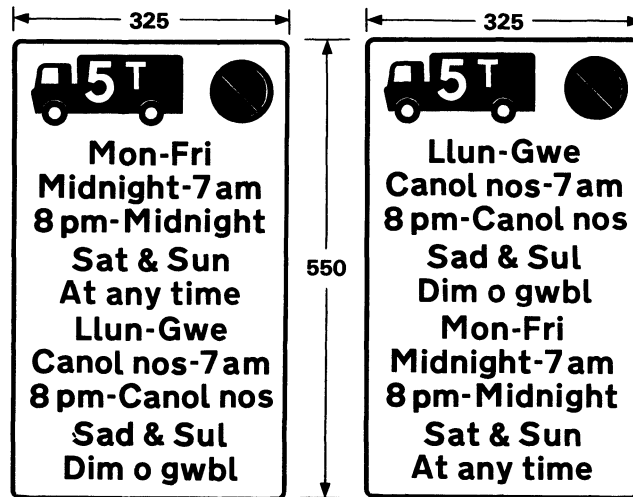 325
5 T
Mon-Fri
Midnight-7am
8pm-Midnight
Sat & Sun
At any time
Llun-Gwe
Canol nos-7am
8pm-Canol nos
Sad & Sul
Dim o gwbl
550
325
5 T
Llun-Gwe
Canol nos-7am
8pm-Canol nos
Sad & Sul
Dim o gwbl
Mon-Fri
Midnight-7am
8pm-Midnight
Sat & Sun
At any time